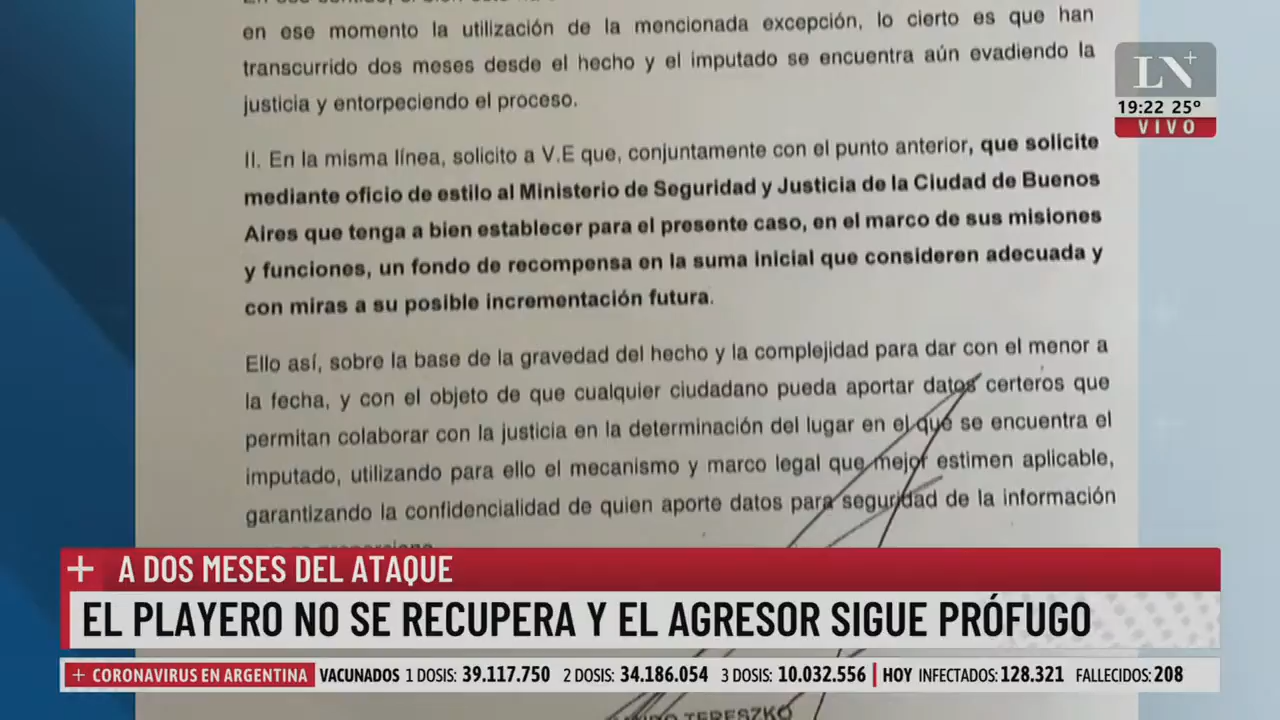 en ese momento la utilización de la mencionada excepción, lo cierto es que han
transcurrido dos meses desde el hecho y el imputado se encuentra aún evadiendo la
justicia y entorpeciendo el proceso.
II. En la misma línea, solicito a V.E que, conjuntamente con el punto anterior, que solicite
mediante oficio de estilo al Ministerio de Seguridad y Justicia de la Ciudad de Buenos
Aires que tenga a bien establecer para el presente caso, en el marco de sus misiones
y funciones, un fondo de recompensa en la suma inicial que consideren adecuada y
con miras a su posible incrementación futura.
Ello así, sobre la base de la gravedad del hecho y la complejidad para dar con el menor a
la fecha, y con el objeto de que cualquier ciudadano pueda aportar datos certeros que
permitan colaborar con la justicia en la determinación del lugar en el que se encuentra el
imputado, utilizando para ello el mecanismo y marco legal que mejor estimen aplicable,
garantizando la confidencialidad de quien aporte datos para seguridad de la información
LN+
19:22 25°
VIVO
+ A DOS MESES DEL ATAQUE
EL PLAYERO NO SE RECUPERA Y EL AGRESOR SIGUE PRÓFUGO
+ CORONAVIRUS EN ARGENTINA VACUNADOS 1 DOSIS: 39.117.750 2 DOSIS: 34.186.054 3 DOSIS: 10.032.556 HOY INFECTADOS: 128.321 FALLECIDOS: 208
TERESZKO